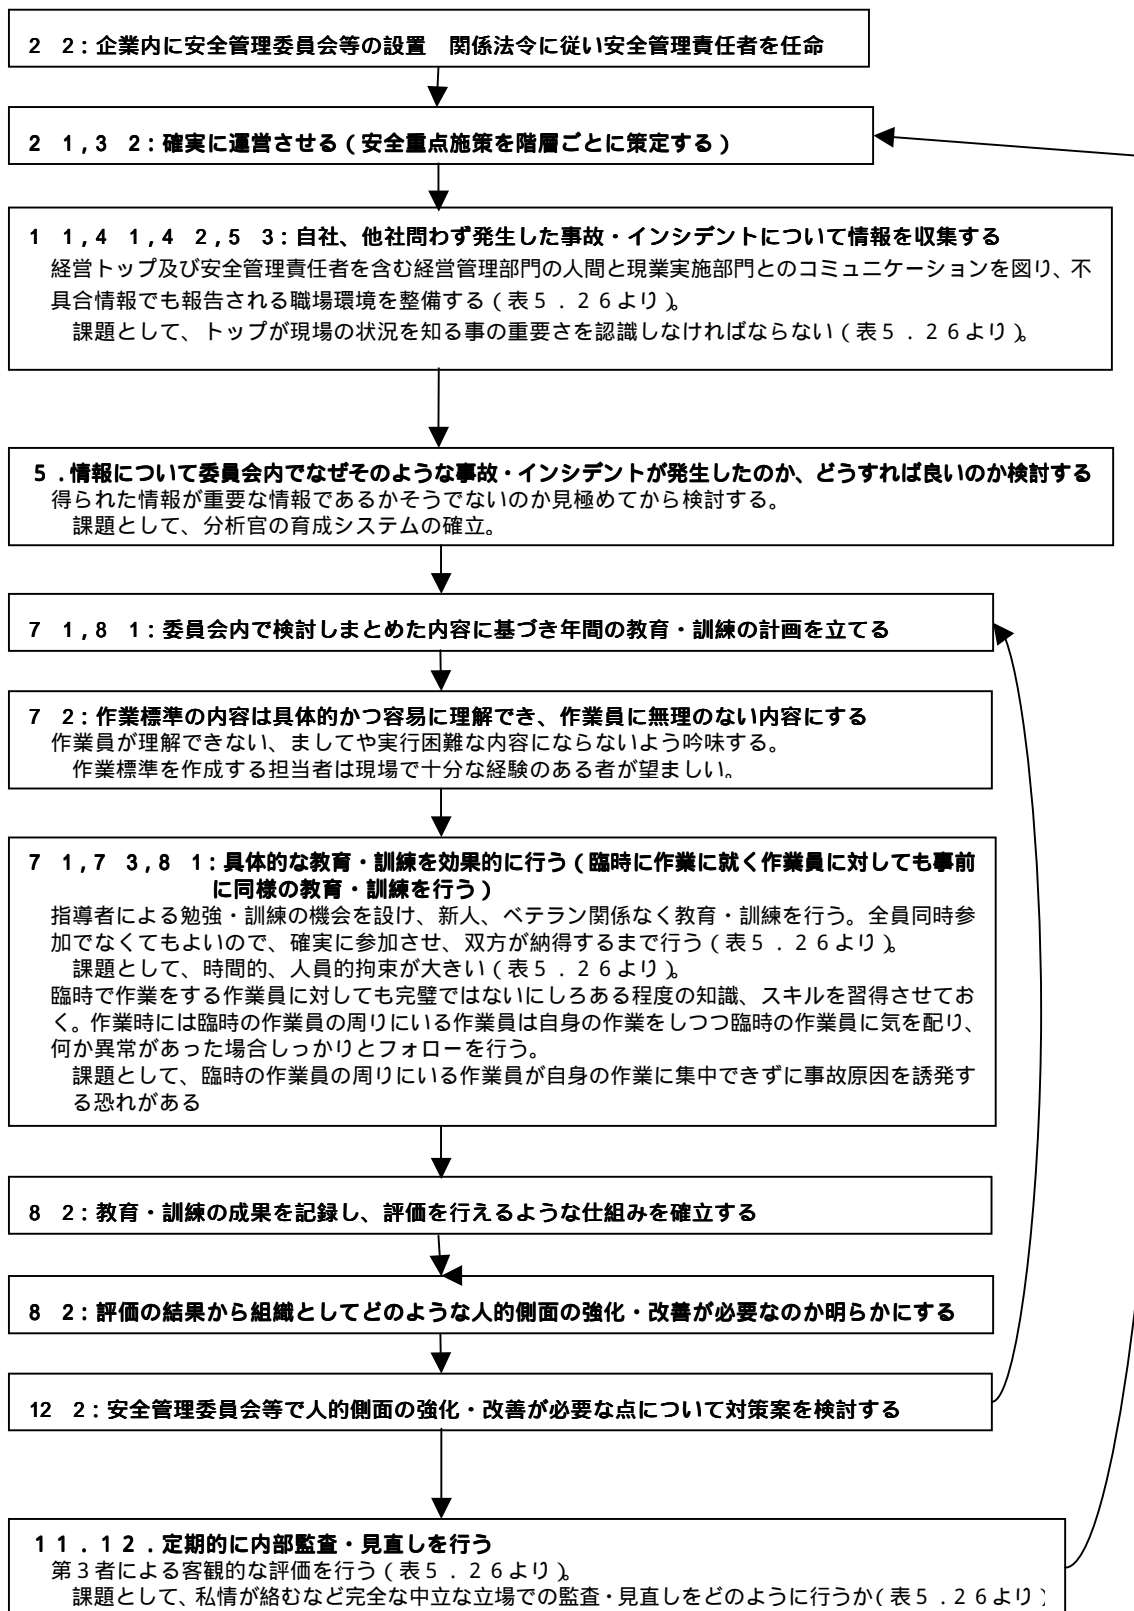 2 2：企業内に安全管理委員会等の設置 関係法令に従い安全管理責任者を任命
2 1，3 2：確実に運営させる（安全重点施策を階層ごとに策定する）
1 1，4 1，4 2，5 3：自社、他社問わず発生した事故・インシデントについて情報を収集する
経営トップ及び安全管理責任者を含む経営管理部門の人間と現業実施部門とのコミュニケーションを図り、不
具合情報でも報告される職場環境を整備する（表５．２６より）。
課題として、トップが現場の状況を知る事の重要さを認識しなければならない（表５．２６より）。
5．情報について委員会内でなぜそのような事故・インシデントが発生したのか、どうすれば良いのか検討する
得られた情報が重要な情報であるかそうでないのか見極めてから検討する。
課題として、分析官の育成システムの確立。
7 1，8 1：委員会内で検討しまとめた内容に基づき年間の教育・訓練の計画を立てる
7 2：作業標準の内容は具体的かつ容易に理解でき、作業員に無理のない内容にする
作業員が理解できない、ましてや実行困難な内容にならないよう吟味する。
作業標準を作成する担当者は現場で十分な経験のある者が望ましい。
7 1，7 3，8 1：具体的な教育・訓練を効果的に行う（臨時に作業に就く作業員に対しても事前
に同様の教育・訓練を行う）
指導者による勉強・訓練の機会を設け、新人、ベテラン関係なく教育・訓練を行う。全員同時参
加でなくてもよいので、確実に参加させ、双方が納得するまで行う（表５．２６より）。
課題として、時間的、人員的拘束が大きい（表５．２６より）。
臨時で作業をする作業員に対しても完璧ではないにしろある程度の知識、スキルを習得させてお
く。作業時には臨時の作業員の周りにいる作業員は自身の作業をしつつ臨時の作業員に気を配り、
何か異常があった場合しっかりとフォローを行う。
課題として、臨時の作業員の周りにいる作業員が自身の作業に集中できずに事故原因を誘発す
る恐れがある
8 2：教育・訓練の成果を記録し、評価を行えるような仕組みを確立する
8 2：評価の結果から組織としてどのような人的側面の強化・改善が必要なのか明らかにする
12 2：安全管理委員会等で人的側面の強化・改善が必要な点について対策案を検討する
１１．１２．定期的に内部監査・見直しを行う
第３者による客観的な評価を行う（表５．２６より）。
課題として、私情が絡むなど完全な中立な立場での監査・見直しをどのように行うか（表５．２６より）